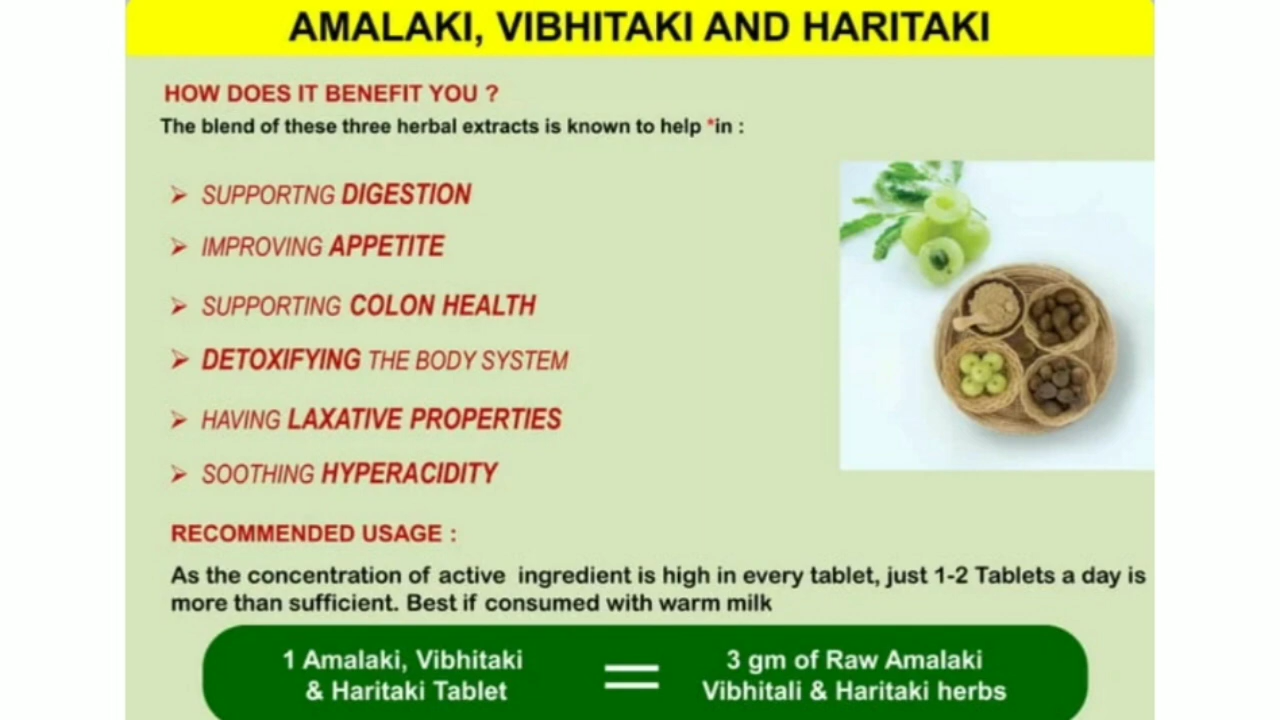 AMALAKI, VIBHITAKI AND HARITAKI
HOW DOES IT BENEFIT YOU ?
The blend of these three herbal extracts is known to help *in :
➢ SUPPORTNG DIGESTION
➢ IMPROVING APPETITE
➢ SUPPORTING COLON HEALTH
➢ DETOXIFYING THE BODY SYSTEM
➢ HAVING LAXATIVE PROPERTIES
➢ SOOTHING HYPERACIDITY
RECOMMENDED USAGE :
As the concentration of active ingredient is high in every tablet, just 1-2 Tablets a day is
more than sufficient. Best if consumed with warm milk
1 Amalaki, Vibhitaki
& Haritaki Tablet
=
3 gm of Raw Amalaki
Vibhitali & Haritaki herbs